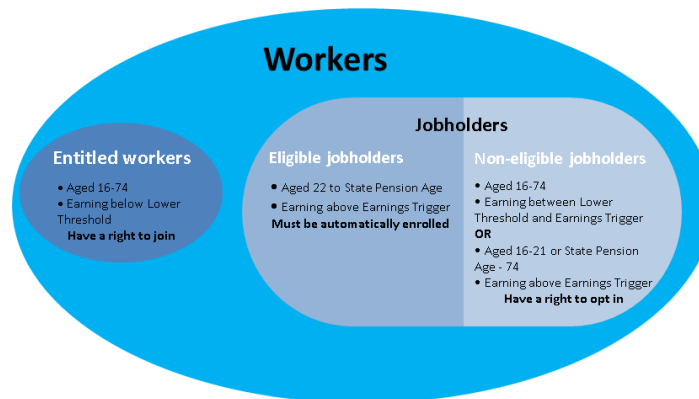 Workers
Jobholders
Entitled workers
• Aged 16-74
• Earning below Lower
Threshold
Have a right to join
Eligible jobholders
• Aged 22 to State Pension Age
• Earning above Earnings Trigger
Must be automatically enrolled
Non-eligible jobholders
• Aged 16-74
• Earning between Lower
Threshold and Earnings Trigger
OR
• Aged 16-21 or State Pension
Age - 74
• Earning above Earnings Trigger
Have a right to opt in